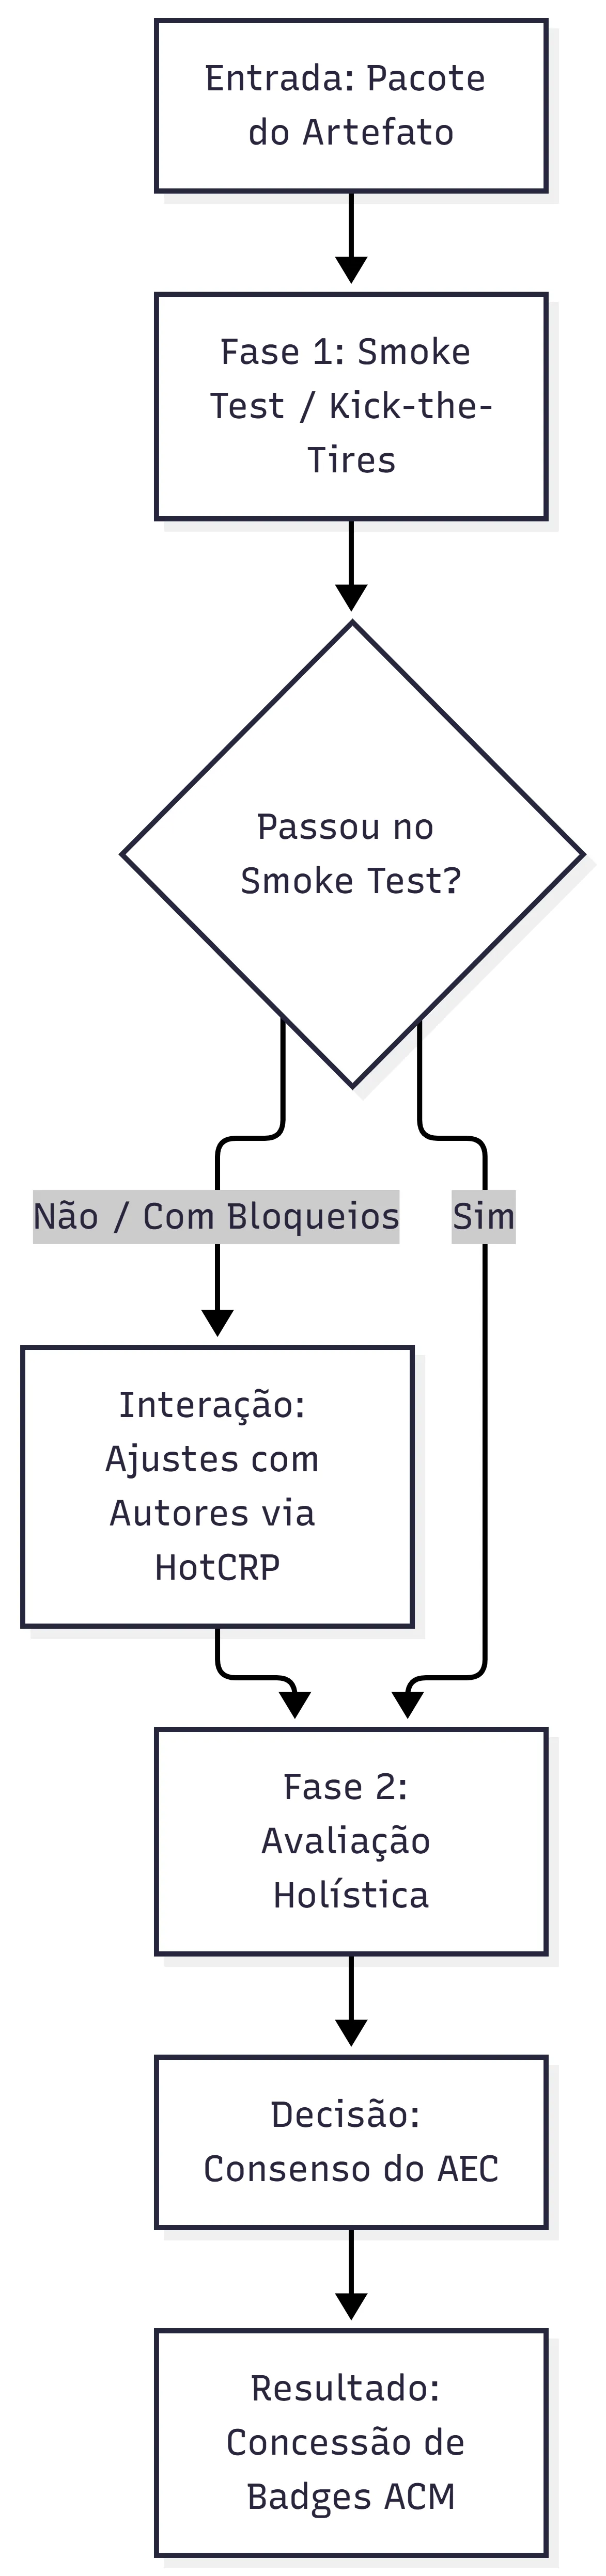 Entrada: Pacote
do Artefato
Fase 1: Smoke
Test / Kick-the-
Tires
Passou no
Smoke Test?
Não / Com Bloqueios
Sim
Interação:
Ajustes com
Autores via
HotCRP
Fase 2:
Avaliação
Holística
Decisão:
Consenso do AEC
Resultado:
Concessão de
Badges ACM